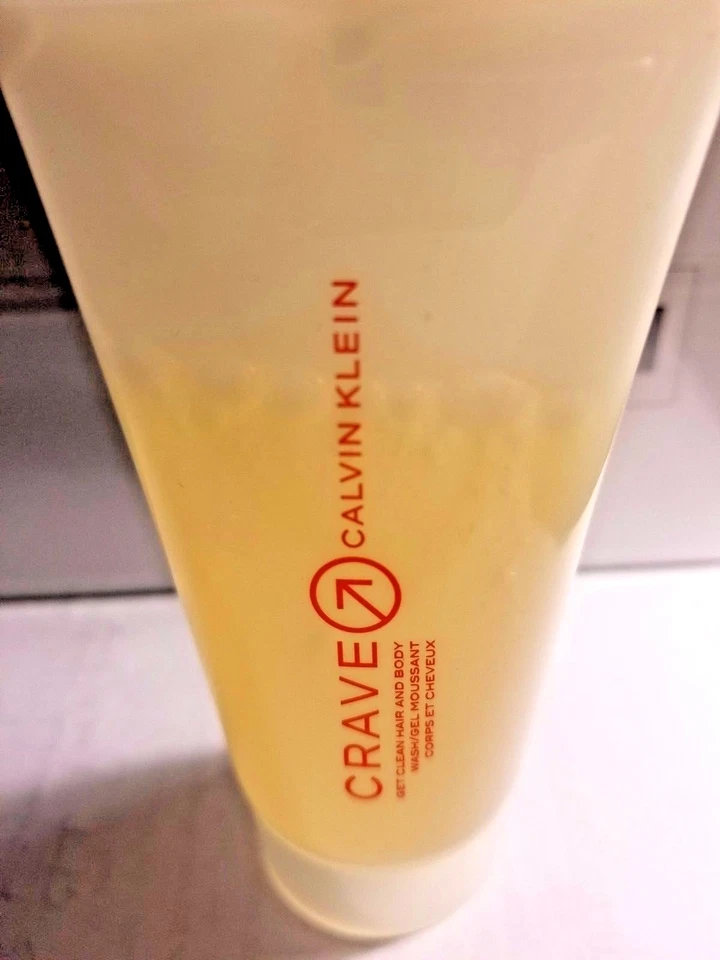 CRAVE CALVIN KLEIN
GET CLEAN HAIR AND BODY
WASH/GEL MOUSSANT
CORPS ET CHEVEUX